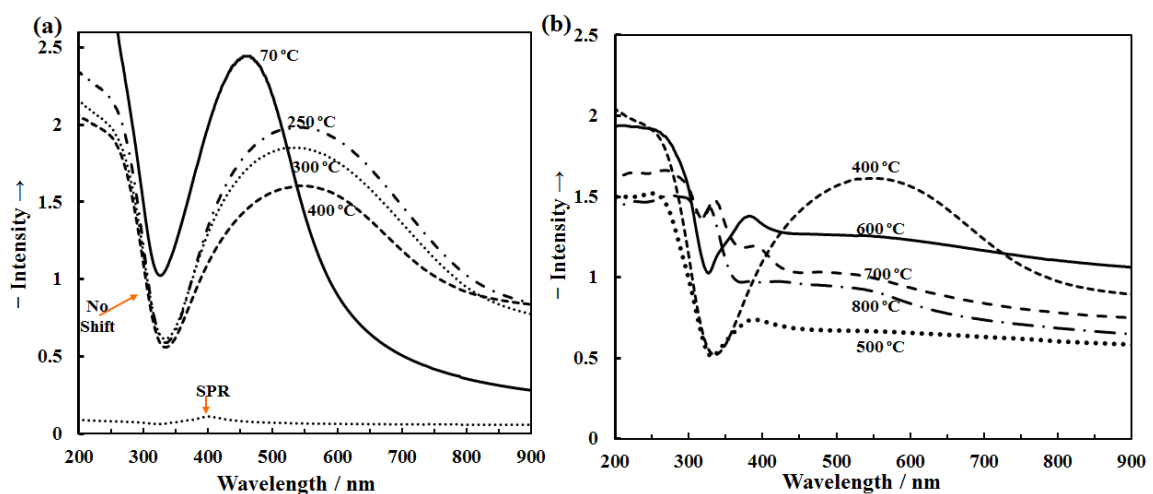 (a)
2.5
2
1.5
1
0.5
0
– Intensity →
70 °C
250 °C
300 °C
400 °C
No
Shift
SPR
200 300 400 500 600 700 800 900
Wavelength / nm
(b)
2.5
2
1.5
1
0.5
0
– Intensity →
400 °C
600 °C
700 °C
800 °C
500 °C
200 300 400 500 600 700 800 900
Wavelength / nm